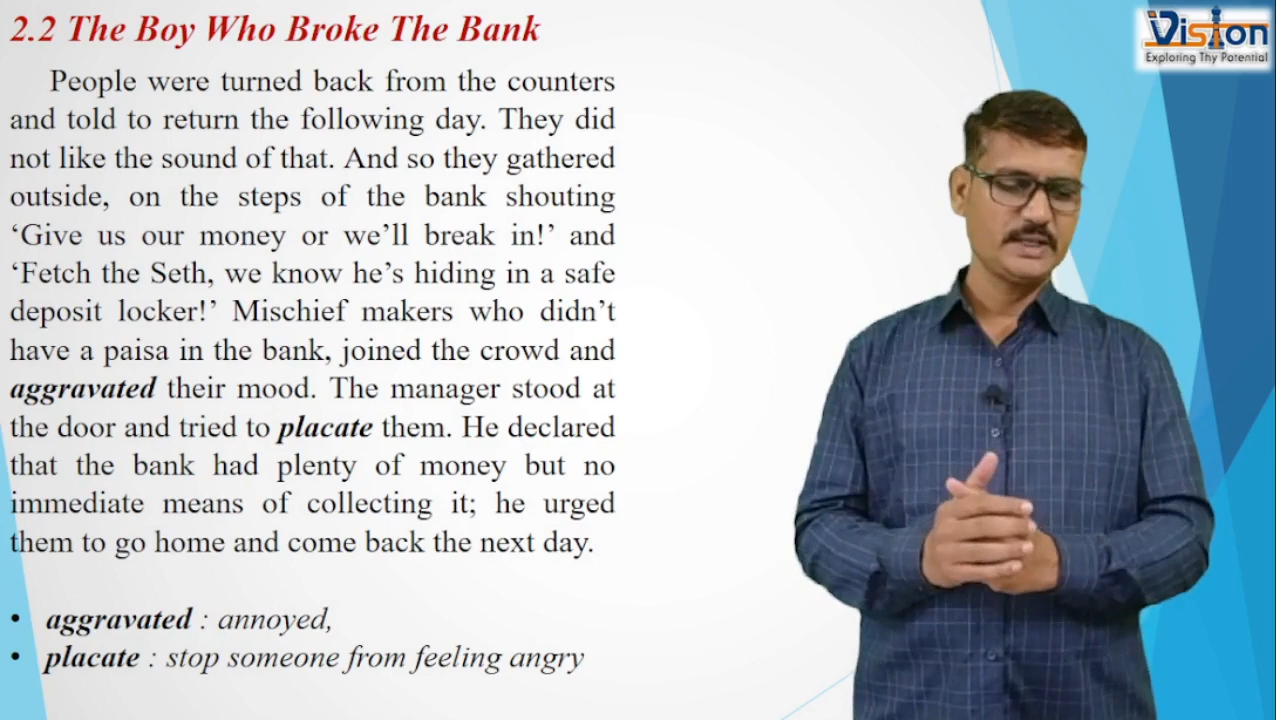 2.2 The Boy Who Broke The Bank
Vision
Exploring Thy Potential
People were turned back from the counters
and told to return the following day. They did
not like the sound of that. And so they gathered
outside, on the steps of the bank shouting
‘Give us our money or we’ll break in!’ and
‘Fetch the Seth, we know he’s hiding in a safe
deposit locker!’ Mischief makers who didn’t
have a paisa in the bank, joined the crowd and
aggravated their mood. The manager stood at
the door and tried to placate them. He declared
that the bank had plenty of money but no
immediate means of collecting it; he urged
them to go home and come back the next day.
• aggravated : annoyed,
• placate : stop someone from feeling angry